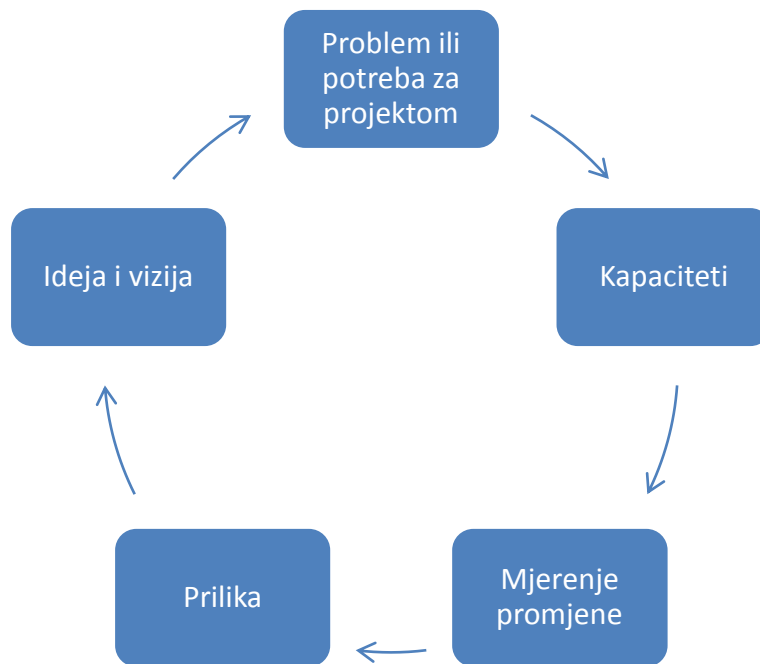 Problem ili
potreba za
projektom
Kapaciteti
Mjerenje
promjene
Prilika
Ideja i vizija